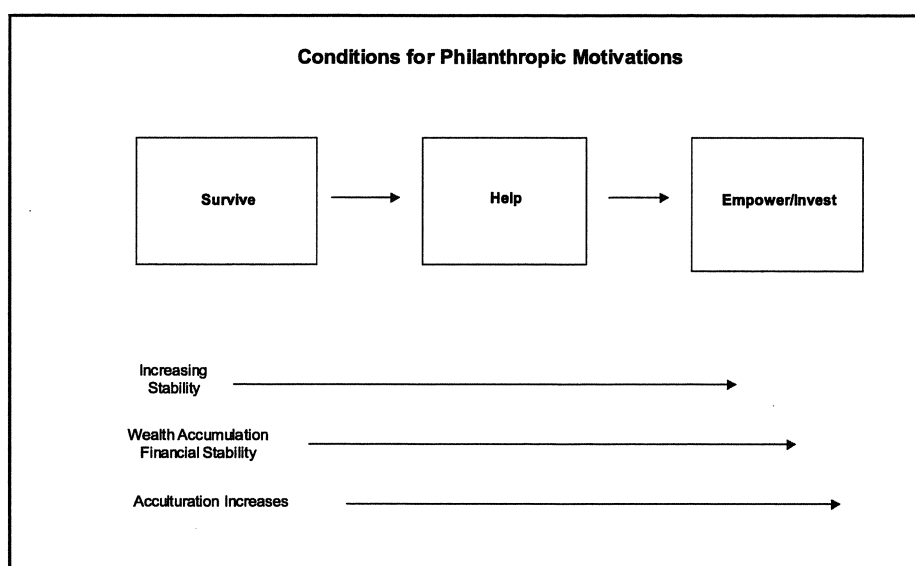 Conditions for Philanthropic Motivations
Survive
Help
Empower/Invest
Increasing
Stability
Wealth Accumulation
Financial Stability
Acculturation Increases